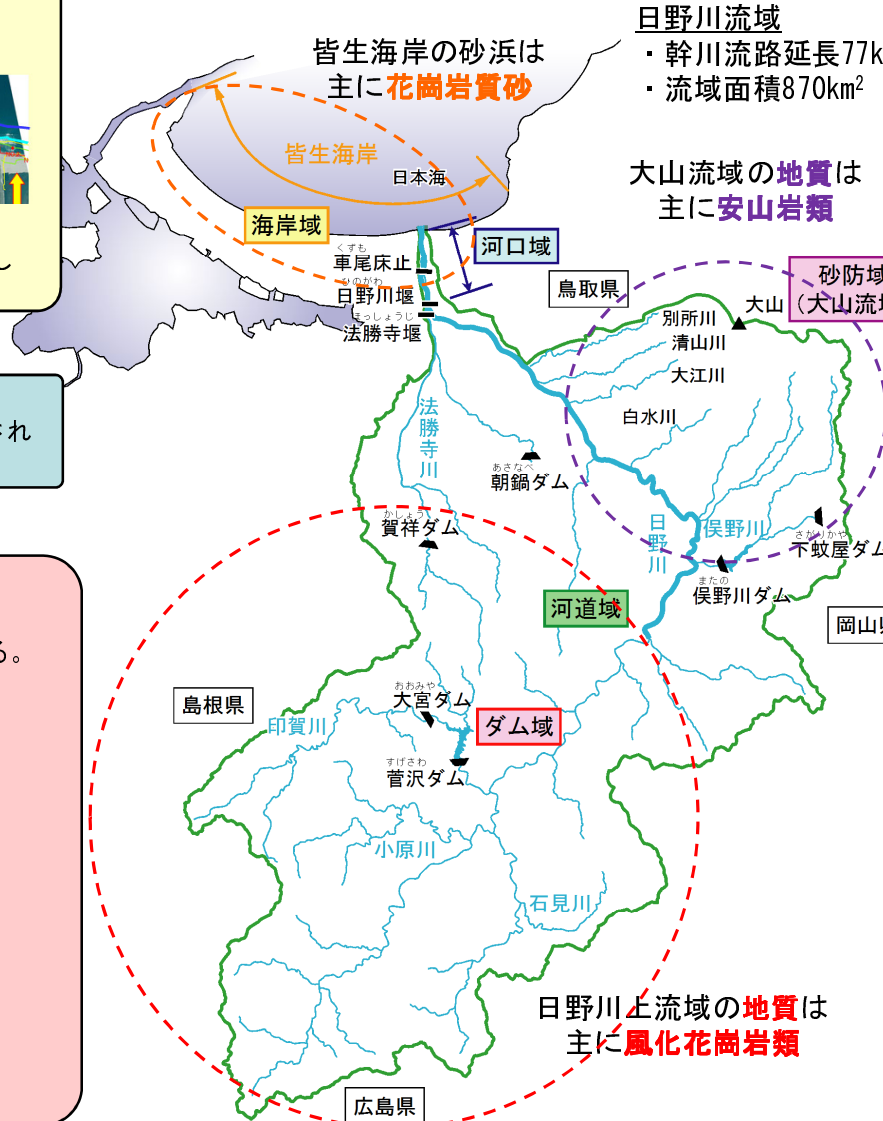 日野川流域
・幹川流路延長77k
・流域面積870km²
皆生海岸の砂浜は
主に花崗岩質砂
皆生海岸
日本海
大山流域の地質は
主に安山岩類
海岸域
河口域
くずも
車尾床止
ひのがわ
日野川堰
ほっしょうじ
法勝寺堰
鳥取県
砂防域
(大山流域
別所川
大山
清山川
大江川
白水川
法勝寺川
あさなべ
朝鍋ダム
かしょう
賀祥ダム
日野川
俣野川
さがりかや
下蚊屋ダム
またの
俣野川ダム
河道域
岡山県
され
し
る。
島根県
おおみや
大宮ダム
印賀川
ダム域
すげさわ
菅沢ダム
小原川
石見川
日野川上流域の地質は
主に風化花崗岩類
広島県